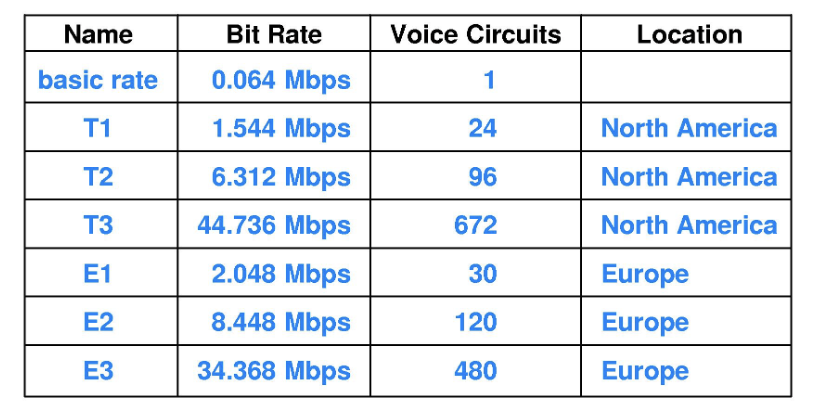 Name Bit Rate Voice Circuits Location
basic rate 0.064 Mbps 1
T1 1.544 Mbps 24 North America
T2 6.312 Mbps 96 North America
T3 44.736 Mbps 672 North America
E1 2.048 Mbps 30 Europe
E2 8.448 Mbps 120 Europe
E3 34.368 Mbps 480 Europe